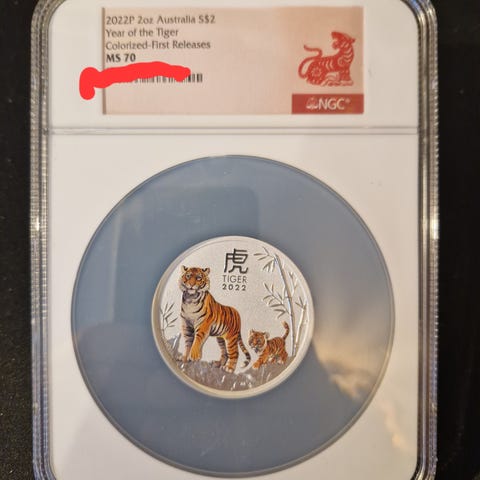 2022P 2oz Australia S$2
Year of the Tiger
Colorized-First Releases
MS 70
NGC
虎
TIGER
2022